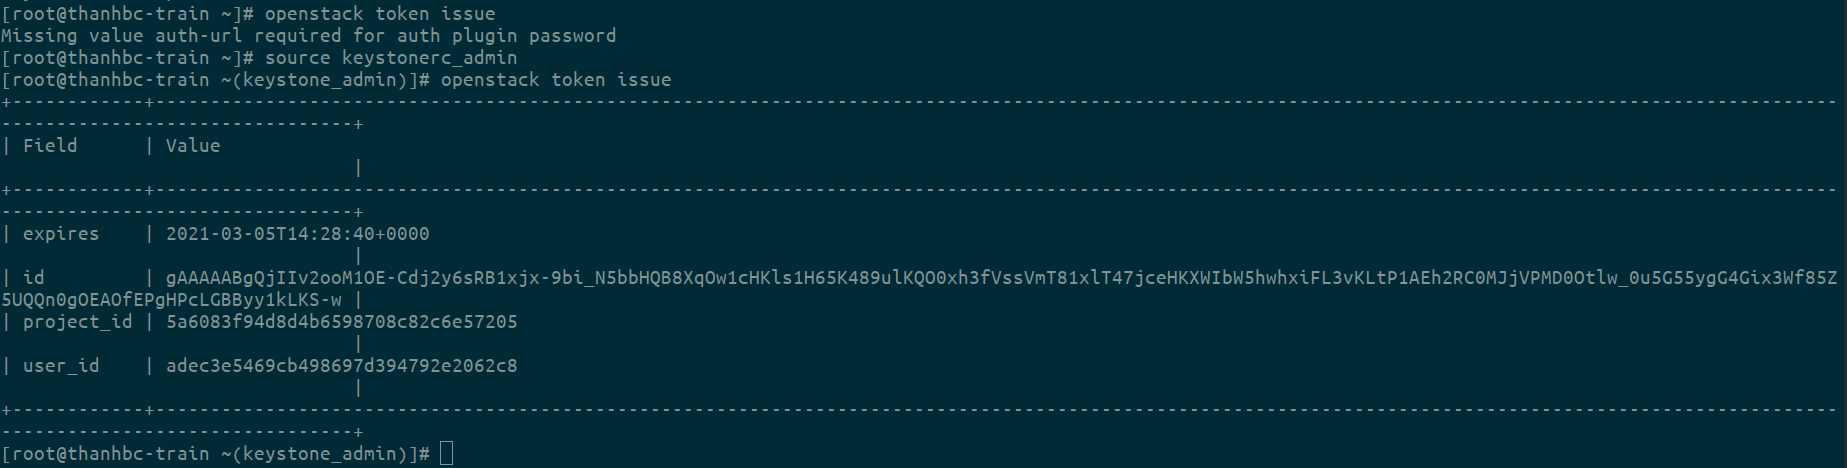 [root@thanhbc-train ~]# openstack token issue
Missing value auth-url required for auth plugin password
[root@thanhbc-train ~]# source keystonerc_admin
[root@thanhbc-train ~(keystone_admin)]# openstack token issue
+------------+---------------------------------------------------------------------------------------------------------------------------------------------------------
--------------------------------+
| Field      | Value
                                |
+------------+---------------------------------------------------------------------------------------------------------------------------------------------------------
--------------------------------+
| expires    | 2021-03-05T14:28:40+0000
                                |
| id         | gAAAAABgQjIIv2ooM1OE-Cdj2y6sRB1xjx-9bi_N5bbHQB8XqOw1cHKls1H65K489ulKQO0xh3fVssVmT81xlT47jceHKXWIbW5hwhxiFL3vKLtP1AEh2RC0MJjVPMD0Otlw_0u5G55ygG4Gix3Wf85Z
5UQQn0gOEAOfEPgHPcLGBByy1kLKS-w |
| project_id | 5a6083f94d8d4b6598708c82c6e57205
                                |
| user_id    | adec3e5469cb498697d394792e2062c8
                                |
+------------+---------------------------------------------------------------------------------------------------------------------------------------------------------
--------------------------------+
[root@thanhbc-train ~(keystone_admin)]#